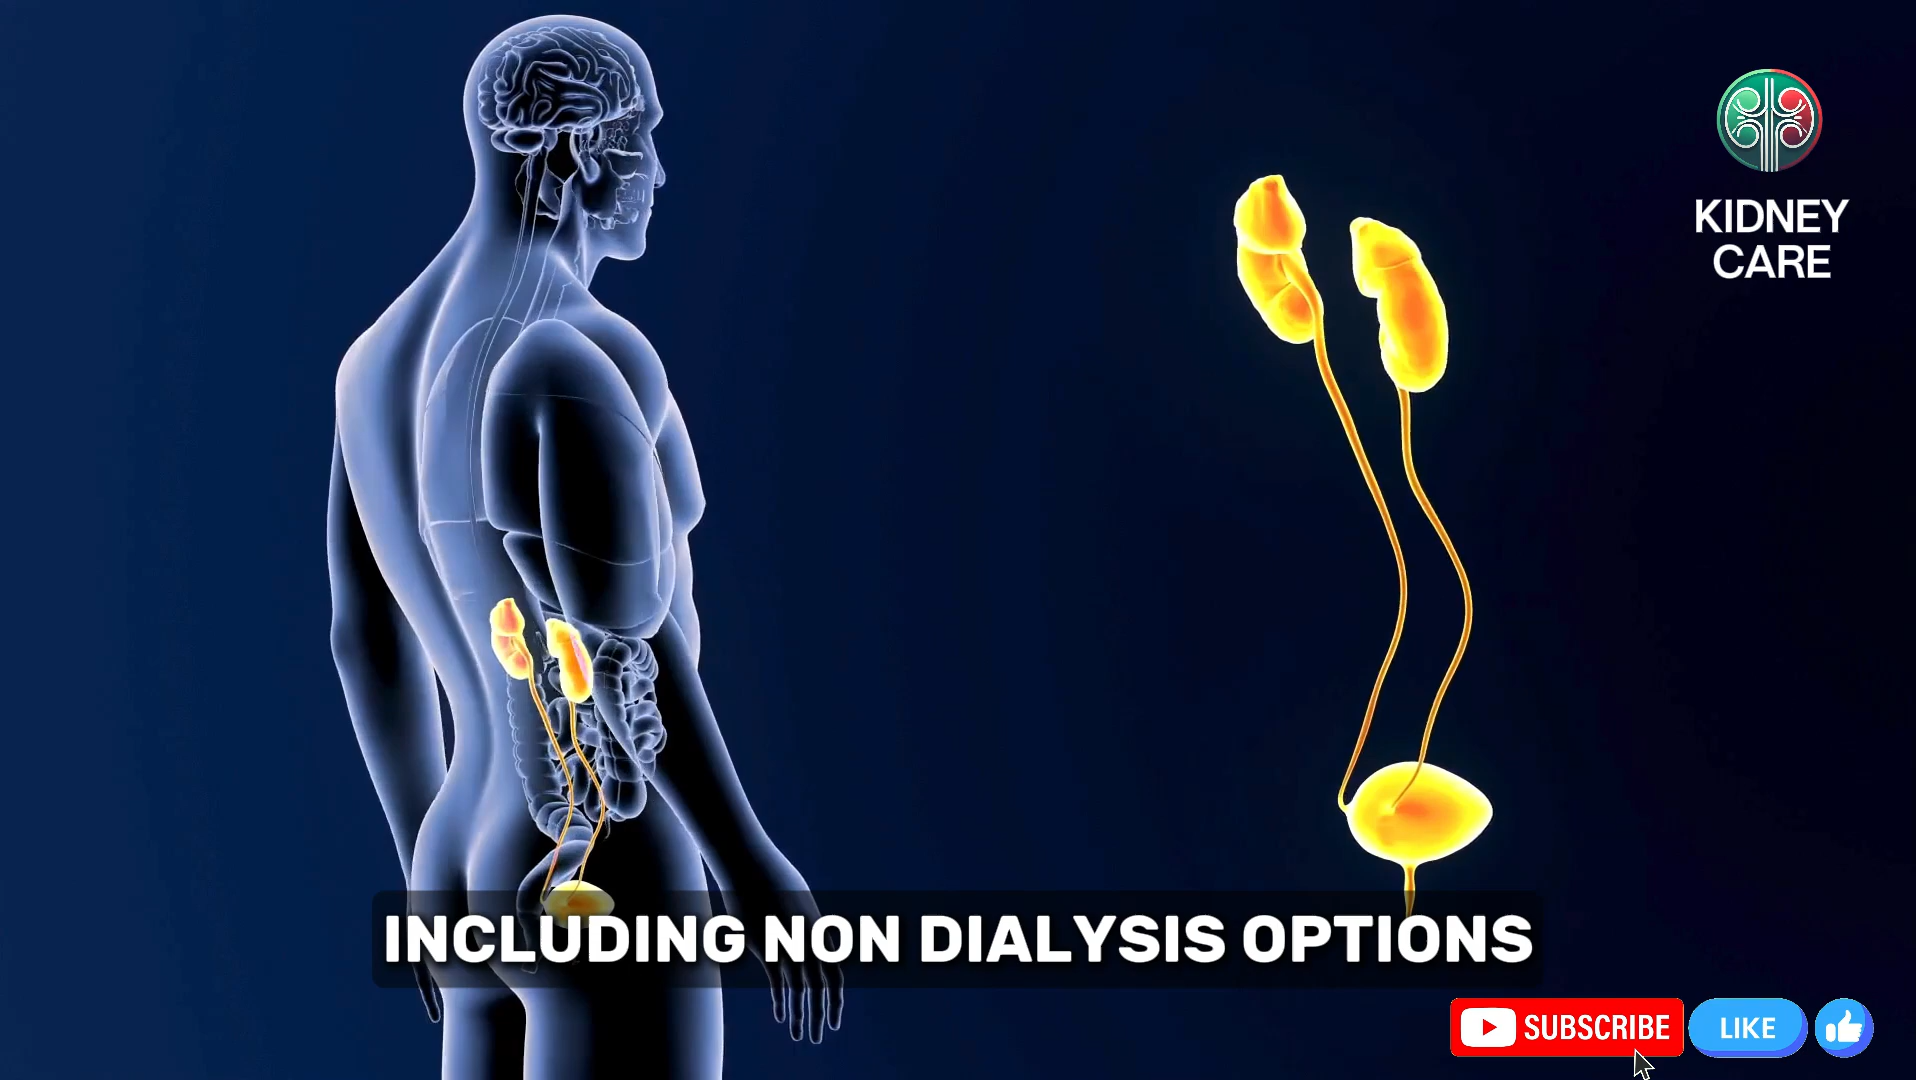 KIDNEY
CARE
INCLUDING NON DIALYSIS OPTIONS
SUBSCRIBE
LIKE